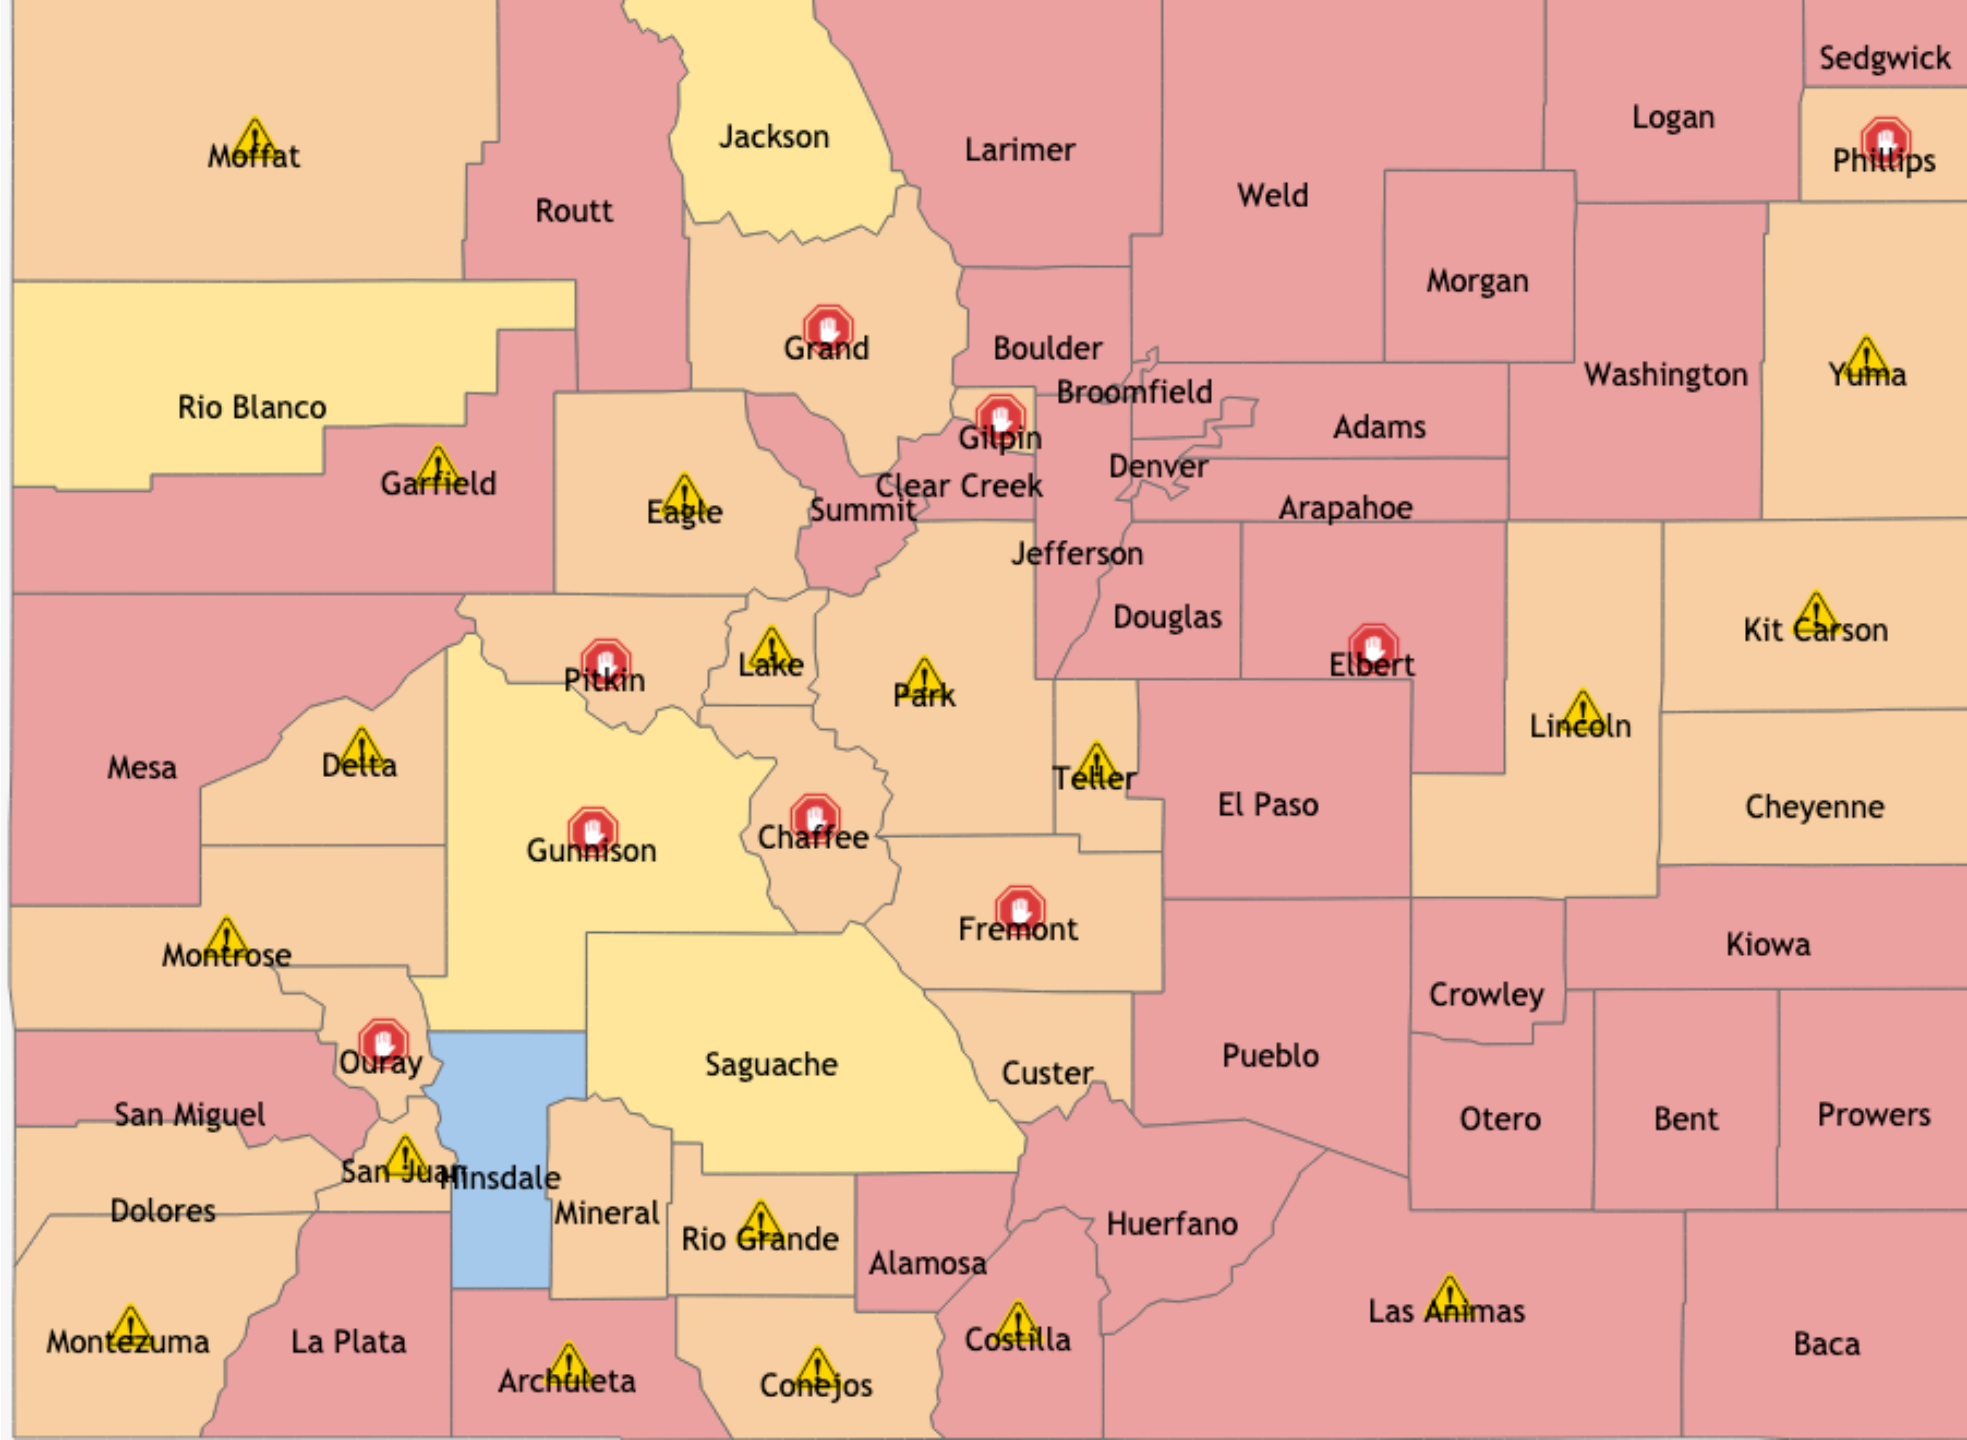 Sedgwick
Logan
Jackson
Larimer
Moffat
Phillips
Weld
Routt
Morgan
Grand
Boulder
Washington
Yuma
Broomfield
Rio Blanco
Adams
Gilpin
Denver
Garfield
Clear Creek
Eagle
Summit
Arapahoe
Jefferson
Douglas
Kit Carson
Lake
Elbert
Pitkin
Park
Lincoln
Delta
Mesa
Teller
El Paso
Cheyenne
Chaffee
Gunnison
Fremont
Kiowa
Montrose
Crowley
Pueblo
Ouray
Saguache
Custer
San Miguel
Prowers
Otero
Bent
San Juan
Hinsdale
Dolores
Mineral
Huerfano
Rio Grande
Alamosa
Las Animas
Costilla
Montezuma
La Plata
Baca
Archuleta
Conejos